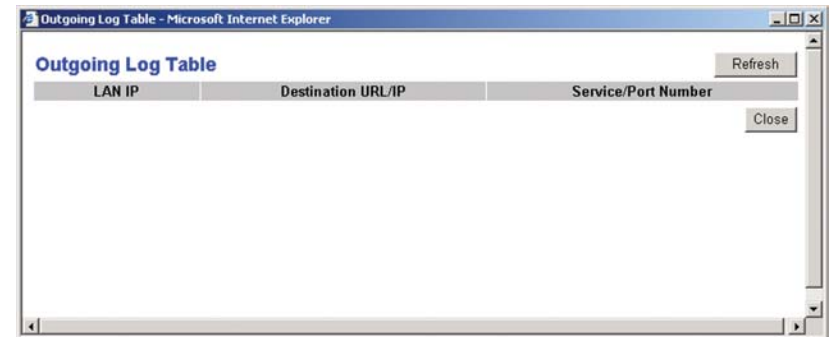 Outgoing Log Table - Microsoft Internet Explorer
Outgoing Log Table
Refresh
LAN IP Destination URL/IP Service/Port Number
Close